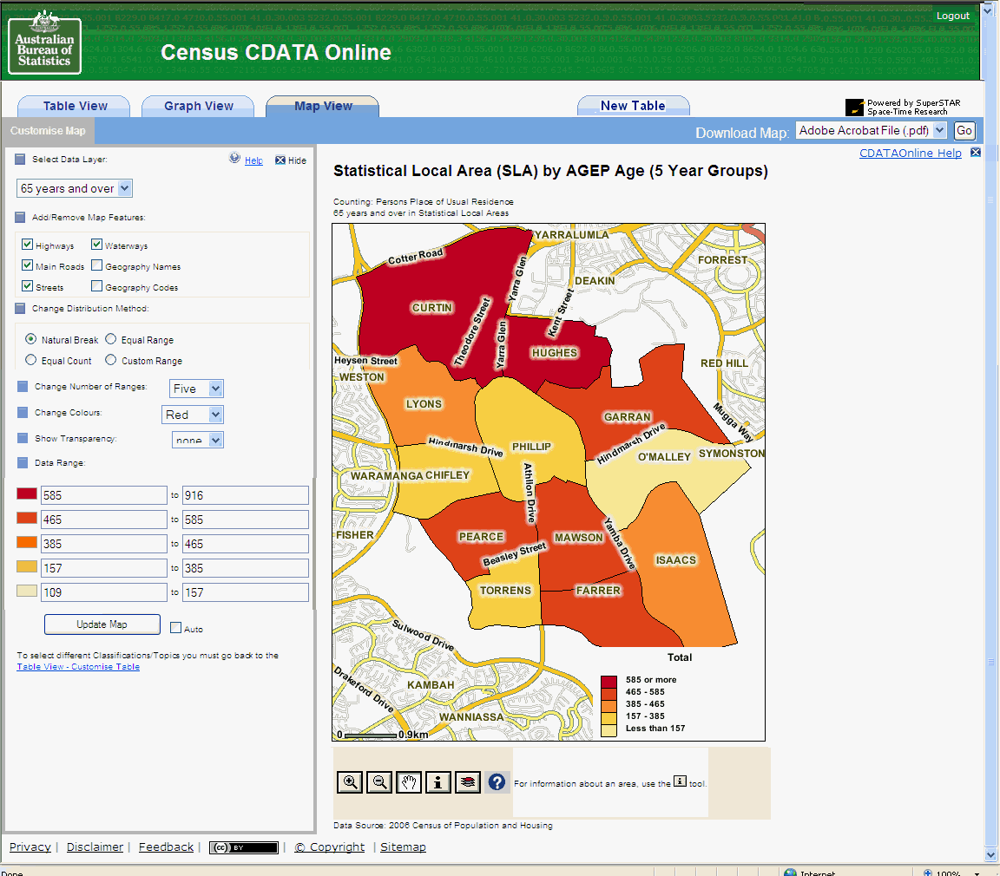 Logout
Australian
Bureau of
Statistics
Census CDATA Online
Table View
Graph View
Map View
New Table
Powered by SuperSTAR
Space-Time Research
Customise Map
Download Map:
Adobe Acrobat File (.pdf)
Go
CDATAOnline Help
Select Data Layer:
Help
Hide
65 years and over
Add/Remove Map Features:
Highways
Waterways
Main Roads
Geography Names
Streets
Geography Codes
Change Distribution Method:
Natural Break
Equal Range
Equal Count
Custom Range
Change Number of Ranges:
Five
Change Colours:
Red
Show Transparency:
none
Data Range:
585 to 916
465 to 585
385 to 465
157 to 385
109 to 157
Update Map
Auto
To select different Classifications/Topics you must go back to the
Table View - Customise Table
Statistical Local Area (SLA) by AGEP Age (5 Year Groups)
Counting: Persons Place of Usual Residence
65 years and over in Statistical Local Areas
YARRALUMLA
Cotter Road
FORREST
Yarra Glen
DEAKIN
CURTIN
Theodore Street
Kent Street
Yarra Glen
HUGHES
Heysen Street
RED HILL
WESTON
LYONS
GARRAN
Mugga Way
Hindmarsh Drive
PHILLIP
Hindmarsh Drive
O'MALLEY
SYMONSTON
WARAMANGA
CHIFLEY
Athllon Drive
FISHER
PEARCE
MAWSON
Yamba Drive
Beasley Street
ISAACS
TORRENS
FARRER
Sulwood Drive
KAMBAH
Drakeford Drive
WANNIASSA
0
0.9km
Total
585 or more
465 - 585
385 - 465
157 - 385
Less than 157
For information about an area, use the i tool.
Data Source: 2006 Census of Population and Housing
Privacy | Disclaimer | Feedback | (cc) BY | © Copyright | Sitemap
Done
Internet
100%